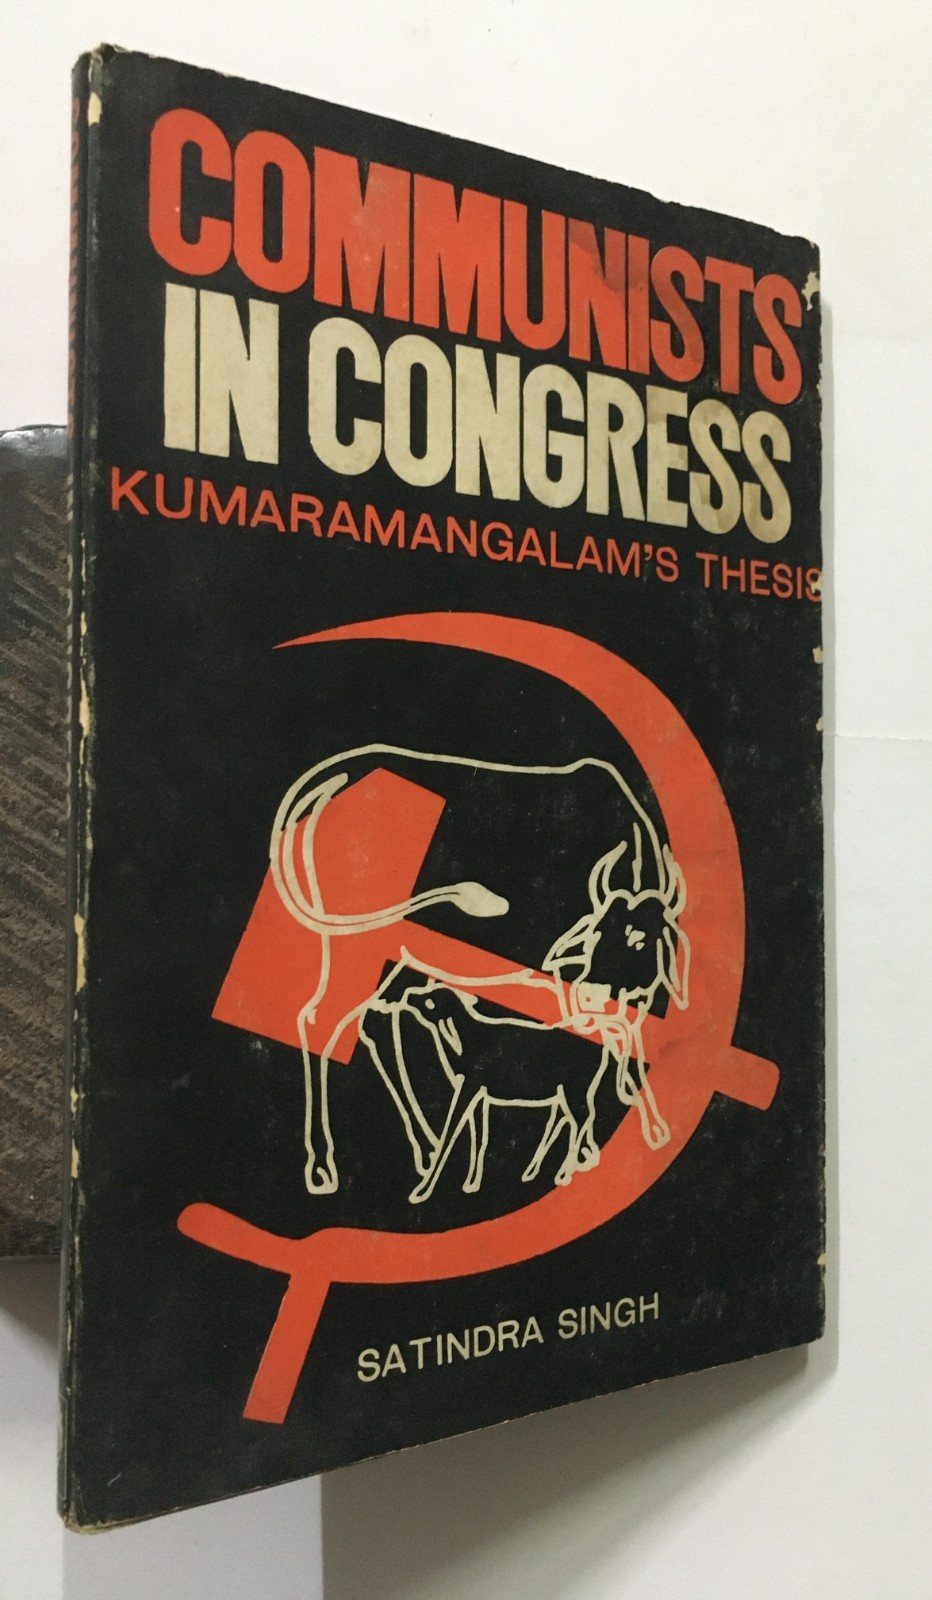 COMMUNISTS
IN CONGRESS
KUMARAMANGALAM'S THESIS
SATINDRA SINGH